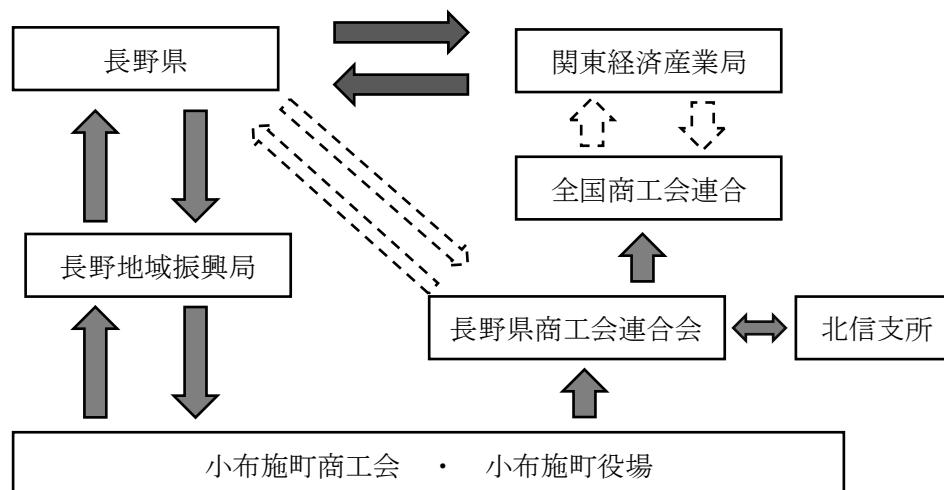 長野県
関東経済産業局
全国商工会連合
長野地域振興局
長野県商工会連合会
北信支所
小布施町商工会 ・ 小布施町役場